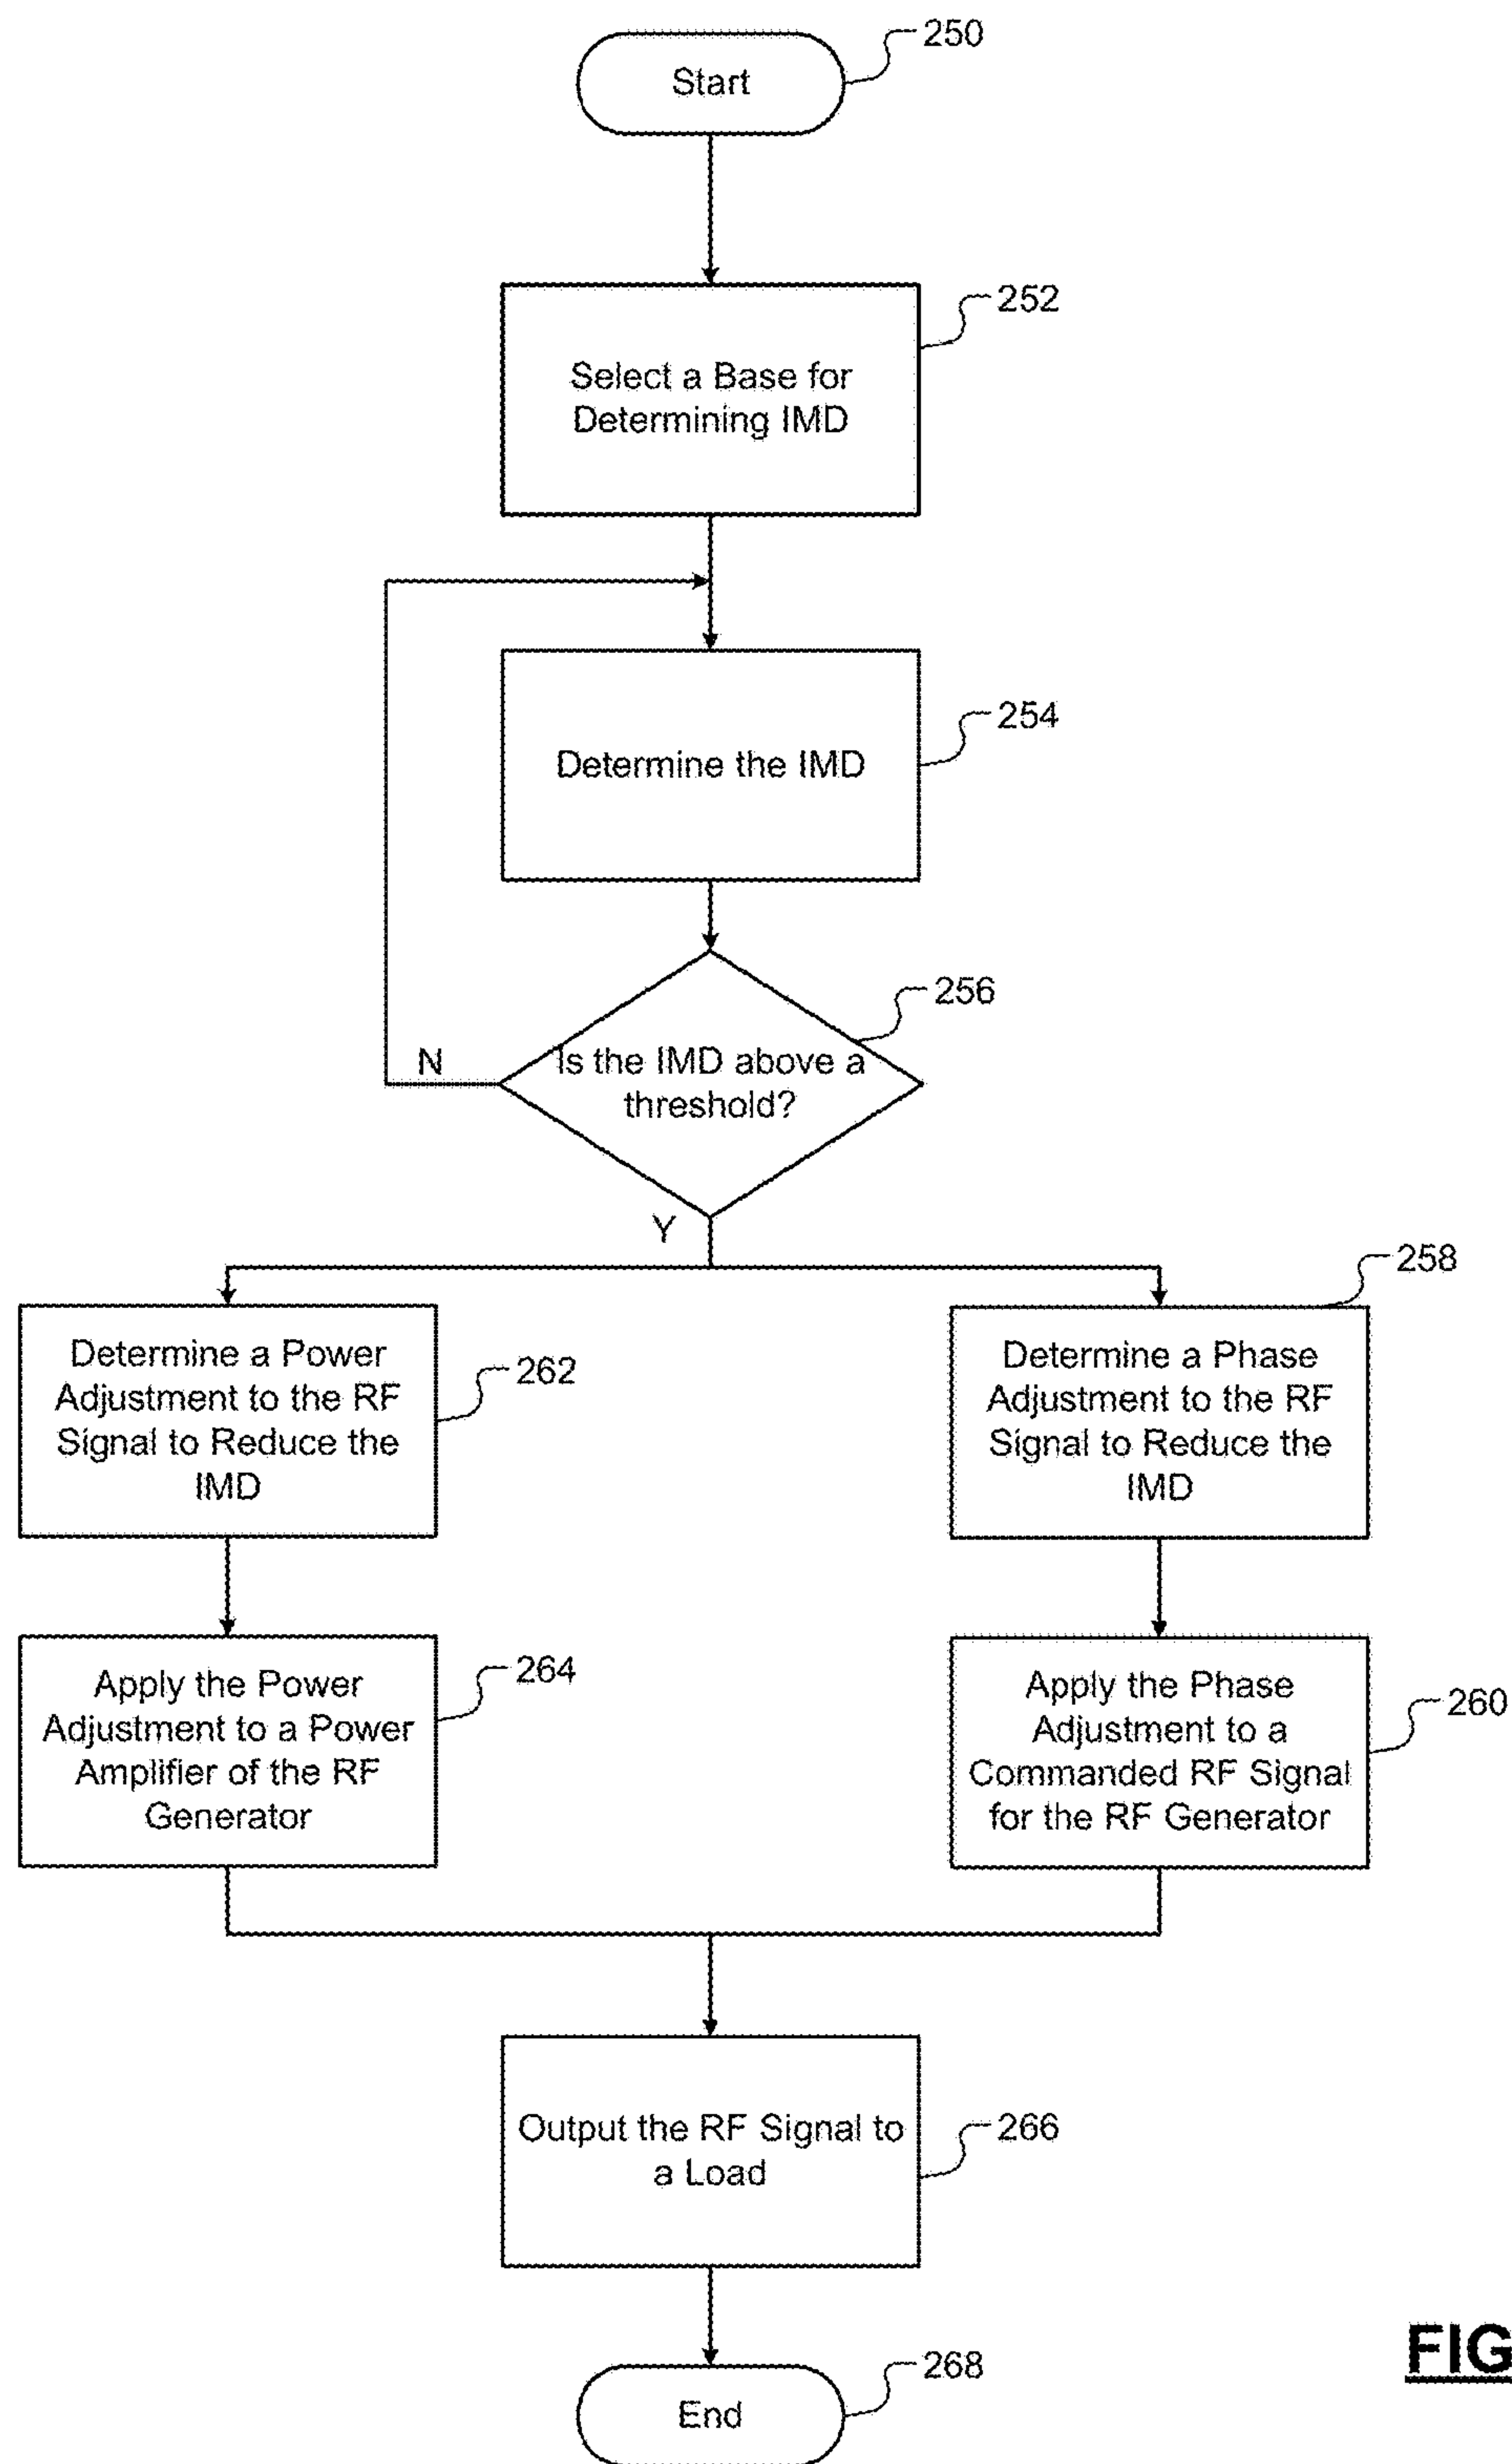 250
Start
252
Select a Base for
Determining IMD
254
Determine the IMD
256
Is the IMD above a
threshold?
N
Y
258
262
Determine a Power
Adjustment to the RF
Signal to Reduce the
IMD
Determine a Phase
Adjustment to the RF
Signal to Reduce the
IMD
264
Apply the Power
Adjustment to a Power
Amplifier of the RF
Generator
260
Apply the Phase
Adjustment to a
Commanded RF Signal
for the RF Generator
266
Output the RF Signal to
a Load
268
End
FIG